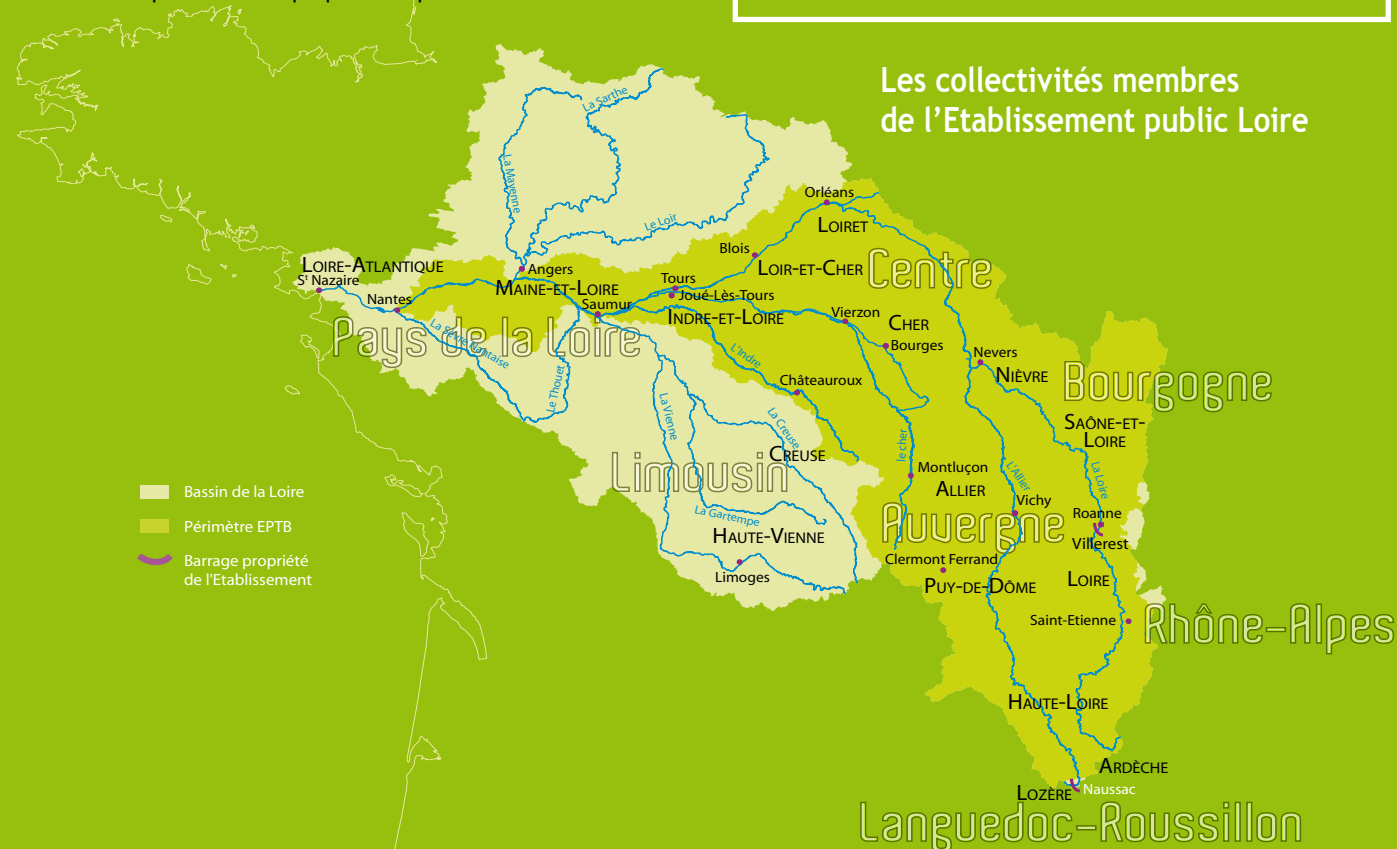 Les collectivités membres
de l'Etablissement public Loire
La Sarthe
La Mayenne
Le Loir
Orléans
LOIRET
Blois
LOIR-ET-CHER
Centre
LOIRE-ATLANTIQUE
St Nazaire
Angers
MAINE-ET-LOIRE
Tours
Joué-Lès-Tours
Nantes
Saumur
INDRE-ET-LOIRE
Vierzon
CHER
Bourges
Pays de la Loire
La Sèvre Nantaise
Le Thouet
L'Indre
Nevers
NIÈVRE
Bourgogne
Châteauroux
La Vienne
La Creuse
CREUSE
le cher
SAÔNE-ET-
LOIRE
Limousin
Montluçon
ALLIER
L'Allier
La Loire
Vichy
Bassin de la Loire
Périmètre EPTB
Barrage propriété
de l'Etablissement
La Gartempe
HAUTE-VIENNE
Limoges
Auvergne
Roanne
Villerest
Clermont Ferrand
PUY-DE-DÔME
LOIRE
Saint-Etienne
Rhône-Alpes
HAUTE-LOIRE
ARDÈCHE
LOZÈRE
Naussac
Languedoc-Roussillon